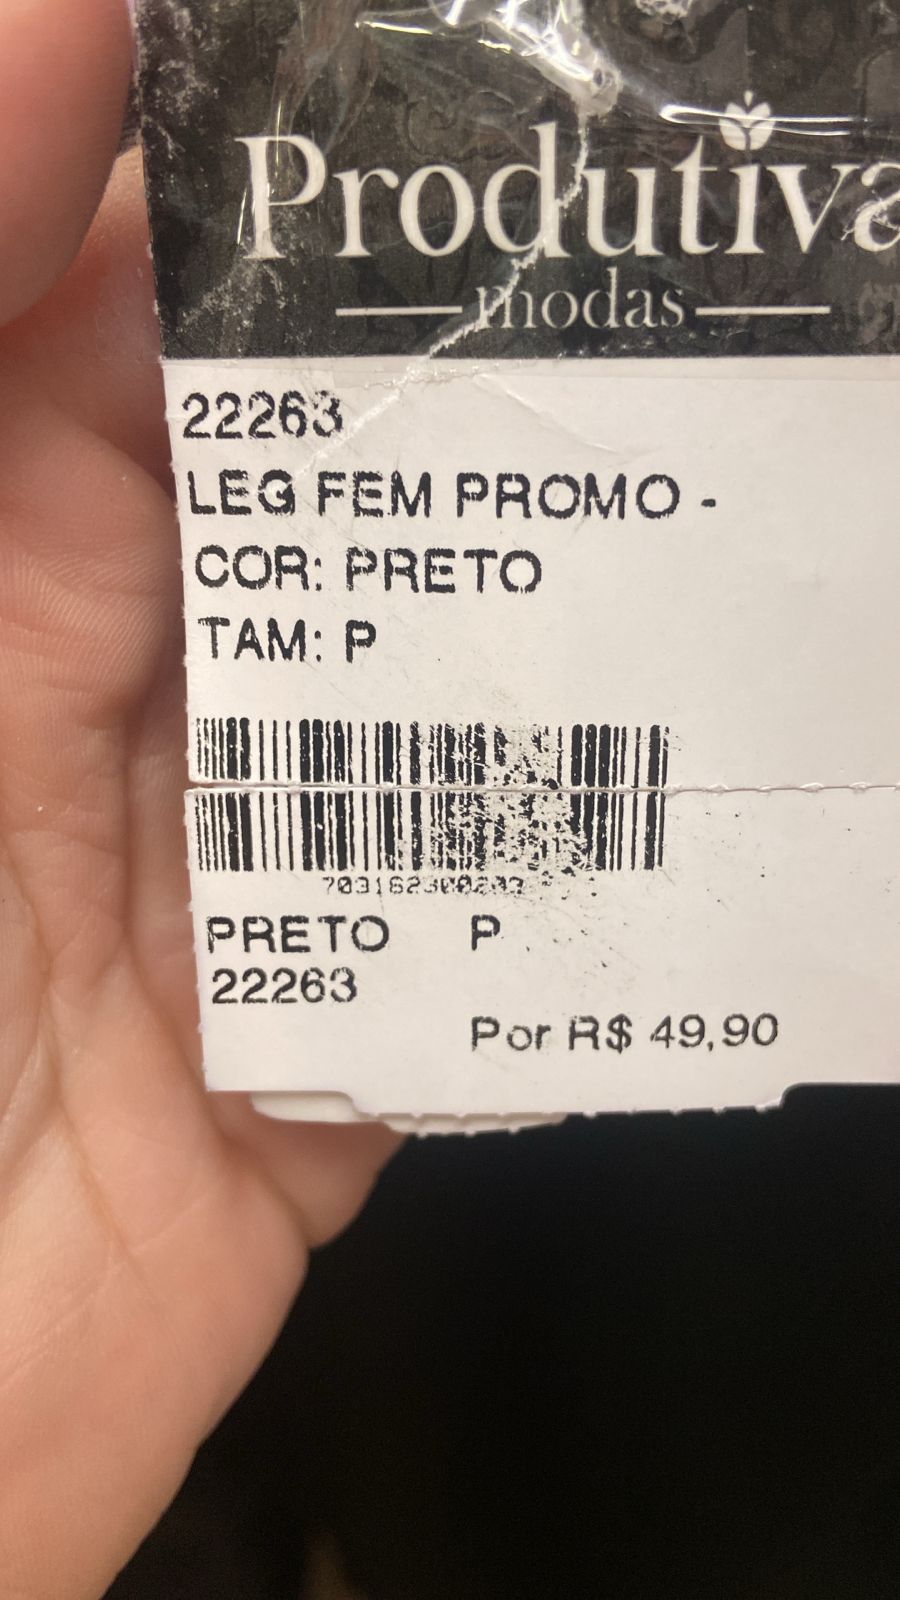 Produtiva
modas
22263
LEG FEM PROMO -
COR: PRETO
TAM: P
PRETO P
22263
Por R$ 49,90